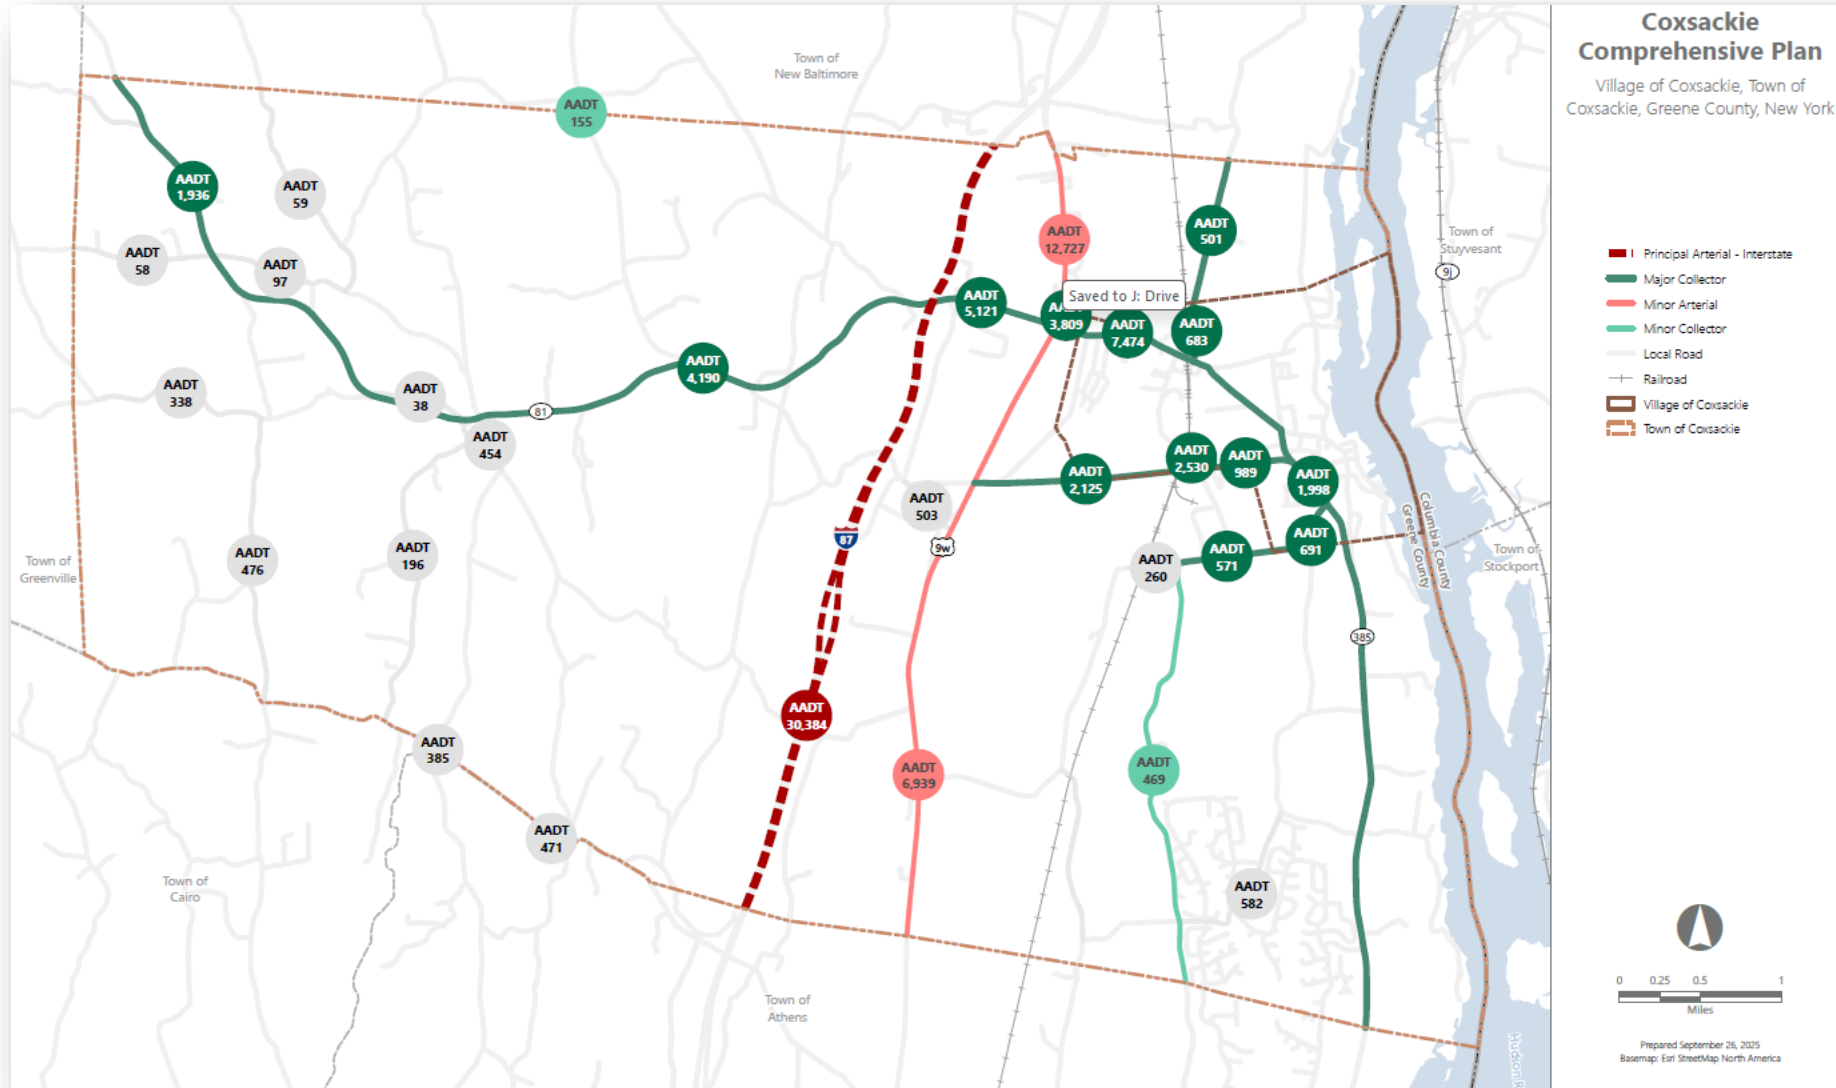 Coxsackie
Comprehensive Plan
Village of Coxsackie, Town of
Coxsackie, Greene County, New York
Town of
New Baltimore
AADT
155
AADT
1,936
AADT
59
AADT
58
AADT
97
AADT
12,727
AADT
501
Town of
Stuyvesant
9j
Principal Arterial - Interstate
Major Collector
Minor Arterial
Minor Collector
Local Road
Railroad
Village of Coxsackie
Town of Coxsackie
Saved to J: Drive
AADT
5,121
3,809
AADT
7,474
AADT
683
AADT
4,190
AADT
338
AADT
38
81
AADT
454
AADT
2,125
AADT
2,530
AADT
989
AADT
1,998
AADT
503
87
9w
AADT
691
AADT
571
AADT
260
Columbia County
Greene County
Town of
Stockport
Town of
Greenville
AADT
476
AADT
196
385
AADT
30,384
AADT
385
AADT
6,939
AADT
469
AADT
471
AADT
582
Town of
Cairo
Town of
Athens
0 0.25 0.5 1
Miles
Prepared September 26, 2025
Basemap: Esri StreetMap North America
Hudson R